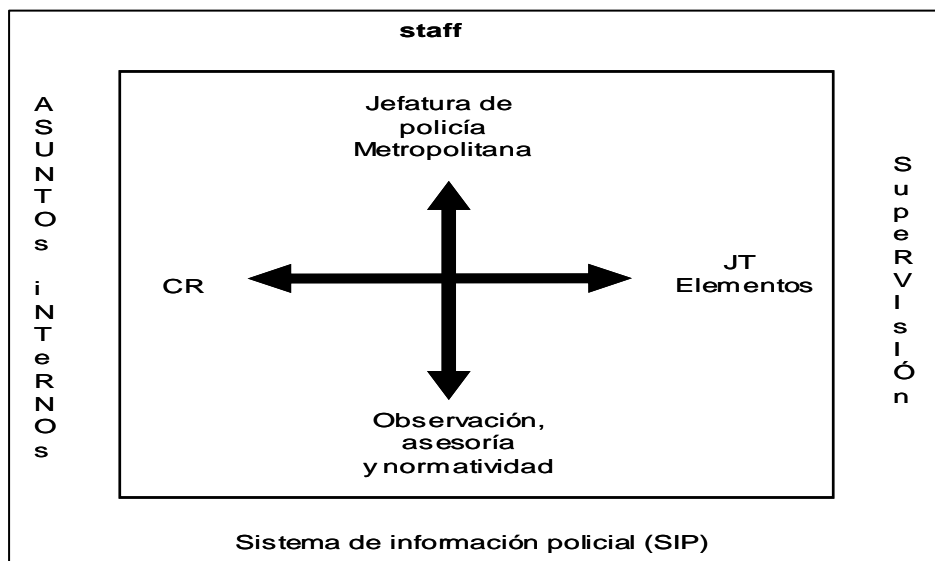 staff
ASUNTOs iNTeRNOs
Jefatura de
policía
Metropolitana
CR
JT
Elementos
SupeRVIsIÓn
Observación,
asesoría
y normatividad
Sistema de información policial (SIP)